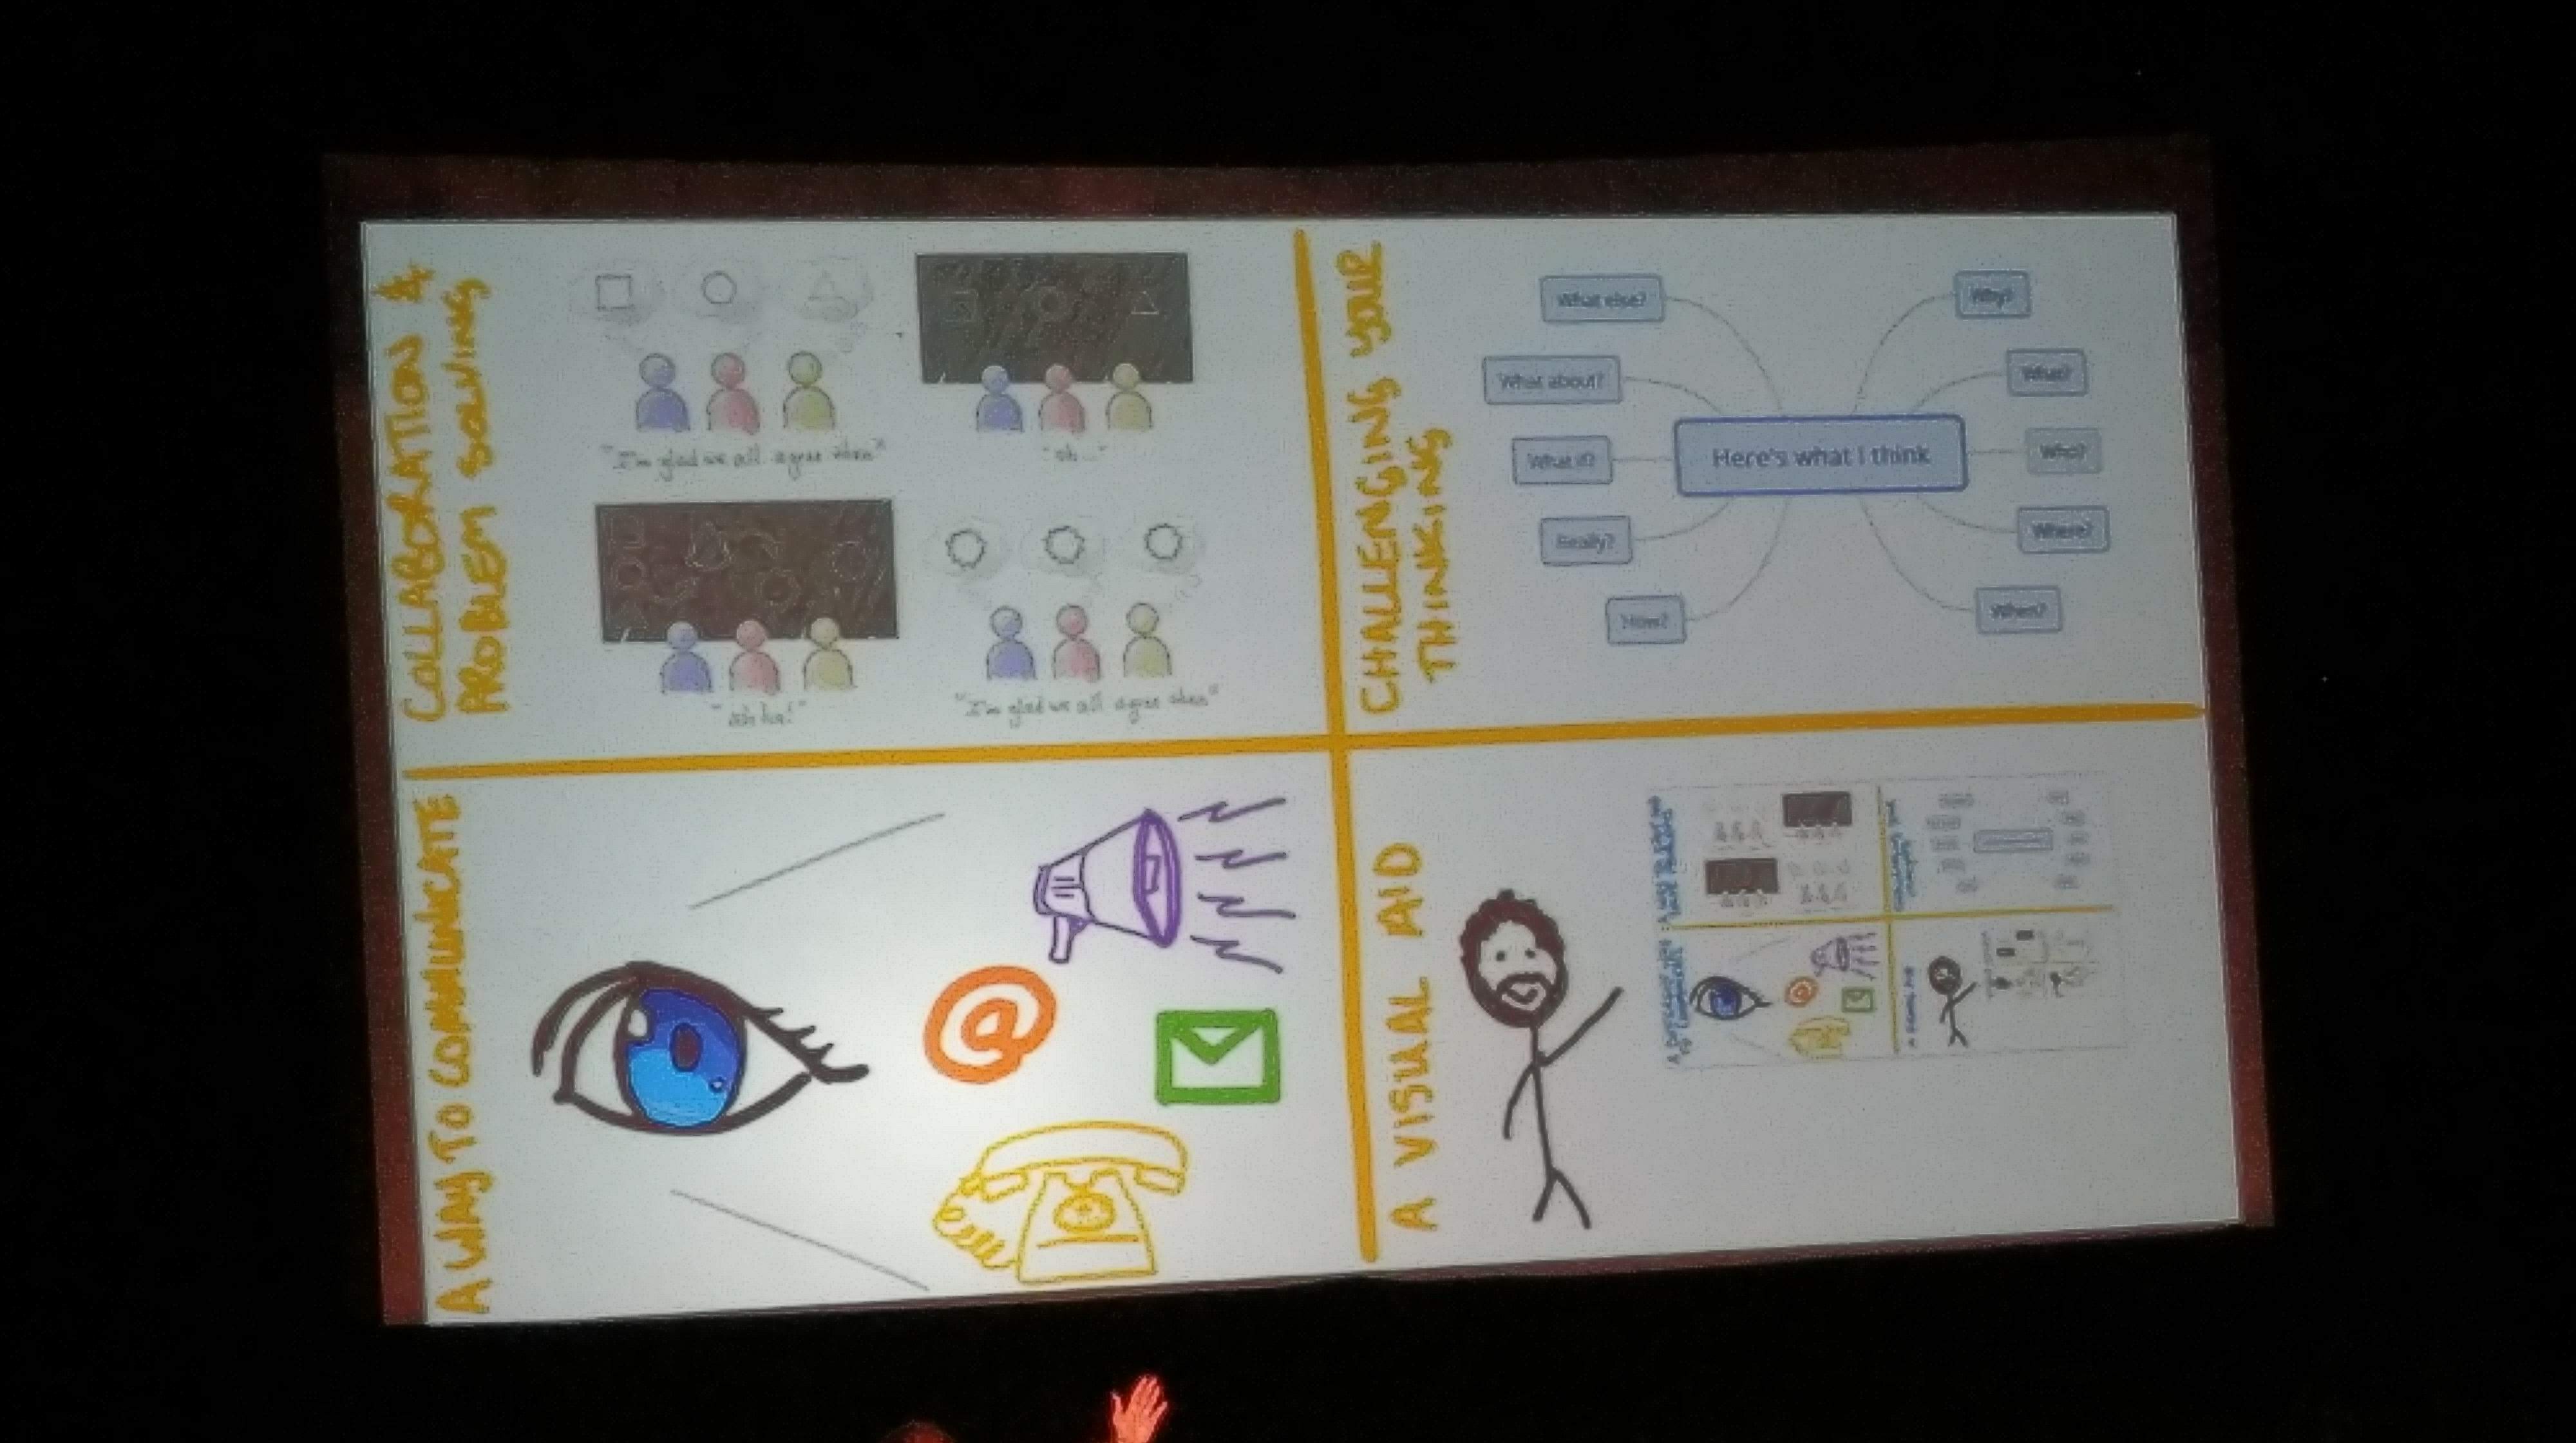 COLLABORATION &
PROBLEM SOLVING
"I'm glad we all agree then"
"oh..."
"ah ha!"
"I'm glad we all agree then"
CHALLENGING YOUR
THINKING
What else?
What about?
What if?
Really?
How?
Here's what I think
Why?
What?
Who?
Where?
When?
A WAY TO COMMUNICATE
@
A VISUAL AID
A VISUAL AID